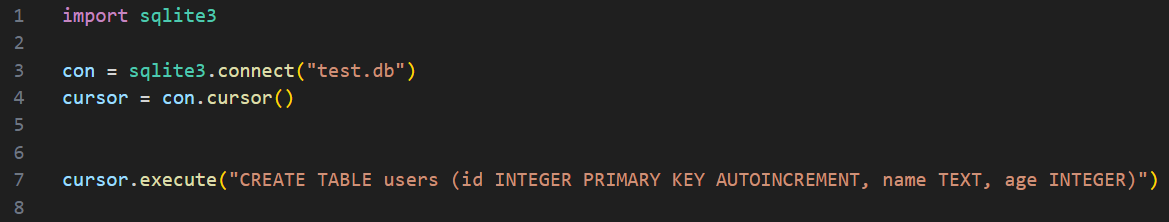 1 import sqlite3
2
3 con = sqlite3.connect("test.db")
4 cursor = con.cursor()
5
6
7 cursor.execute("CREATE TABLE users (id INTEGER PRIMARY KEY AUTOINCREMENT, name TEXT, age INTEGER)")
8